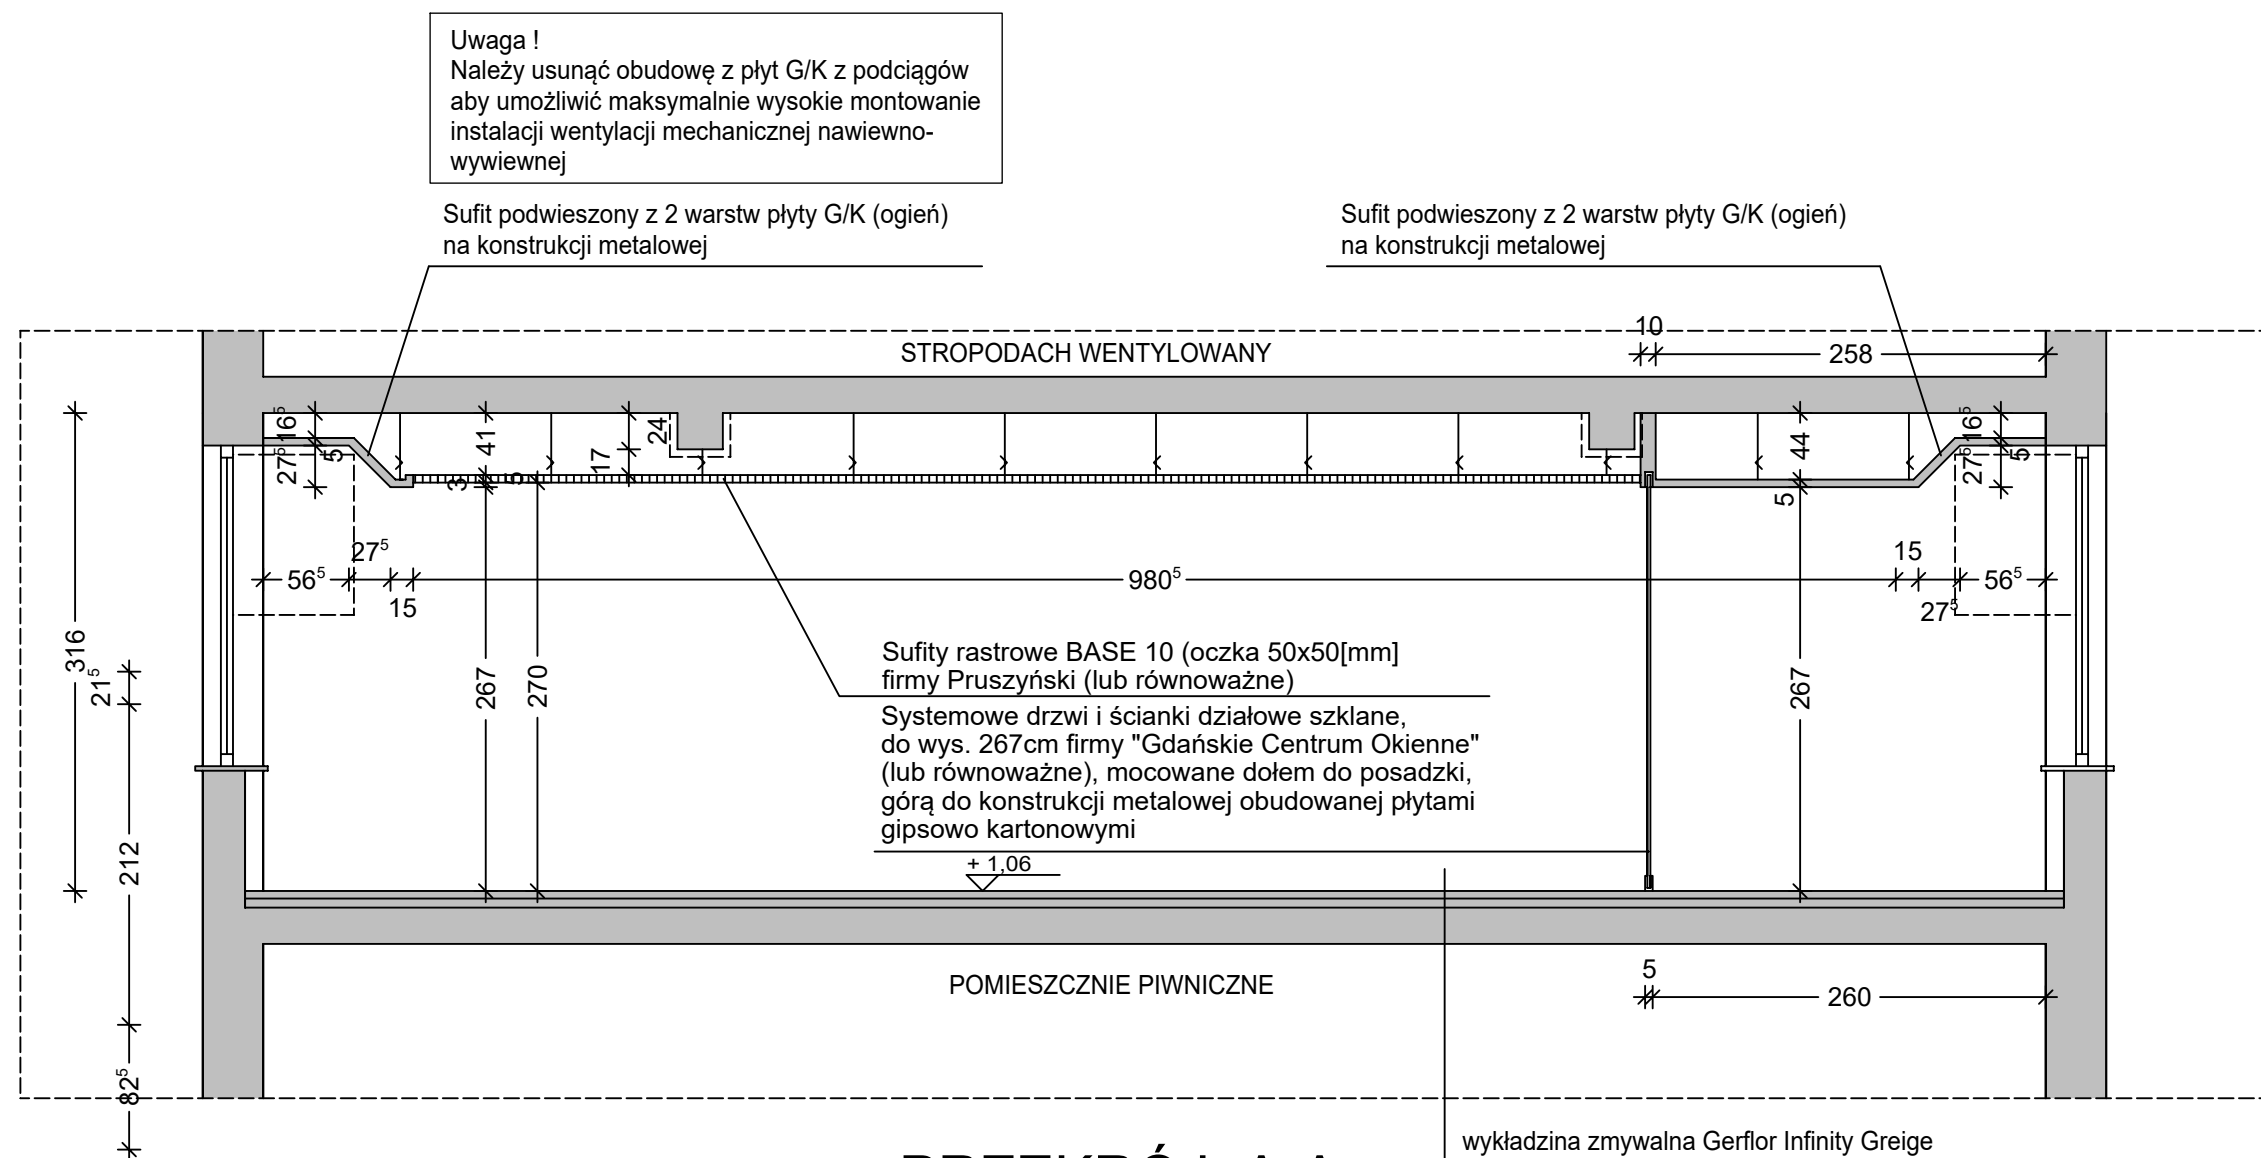 Uwaga !
Należy usunąć obudowę z płyt G/K z podciągów
aby umożliwić maksymalnie wysokie montowanie
instalacji wentylacji mechanicznej nawiewno-
wywiewnej
Sufit podwieszony z 2 warstw płyty G/K (ogień)
na konstrukcji metalowej
Sufit podwieszony z 2 warstw płyty G/K (ogień)
na konstrukcji metalowej
10
STROPODACH WENTYLOWANY
258
16⁵
41
24
44
16⁵
27⁵
5
17
27⁵
5
3
5
5
27⁵
15
56⁵
980⁵
56⁵
15
27⁵
316
21⁵
267
270
267
Sufity rastrowe BASE 10 (oczka 50x50[mm]
firmy Pruszyński (lub równoważne)
Systemowe drzwi i ścianki działowe szklane,
do wys. 267cm firmy "Gdańskie Centrum Okienne"
(lub równoważne), mocowane dołem do posadzki,
górą do konstrukcji metalowej obudowanej płytami
gipsowo kartonowymi
212
+ 1,06
POMIESZCZNIE PIWNICZNE
5
260
82⁵
wykładzina zmywalna Gerflor Infinity Greige
PRZEKRÓJ A-A